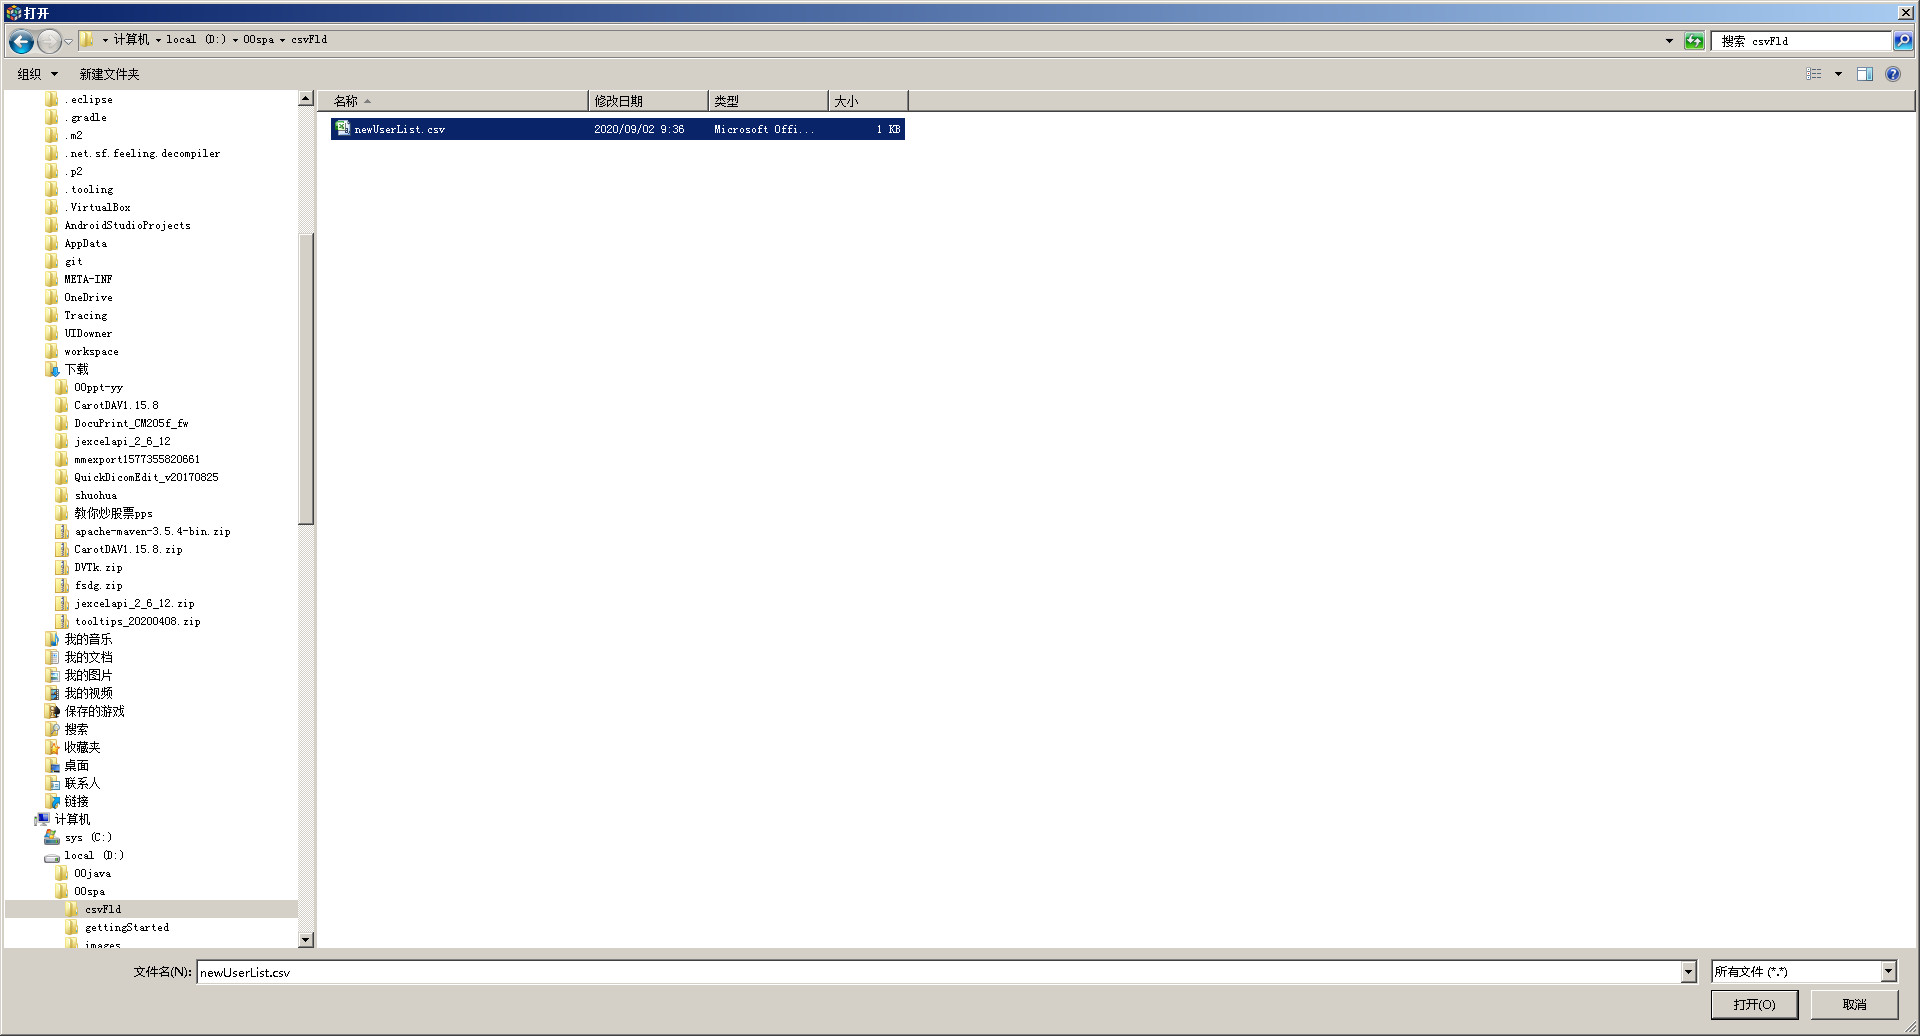 打开
计算机 local (D:) 00spa csvFld
搜索 csvFld
组织 新建文件夹
.eclipse
.gradle
.m2
.net.sf.feeling.decompiler
.p2
.tooling
.VirtualBox
AndroidStudioProjects
AppData
git
META-INF
OneDrive
Tracing
UIDowner
workspace
下载
00ppt-yy
CarotDAV1.15.8
DocuPrint_CM205f_fw
jexcelapi_2_6_12
mmexport1577355820661
QuickDicomEdit_v20170825
shuohua
教你炒股票pps
apache-maven-3.5.4-bin.zip
CarotDAV1.15.8.zip
DVTk.zip
fsdg.zip
jexcelapi_2_6_12.zip
tooltips_20200408.zip
我的音乐
我的文档
我的图片
我的视频
保存的游戏
搜索
收藏夹
桌面
联系人
链接
计算机
sys (C:)
local (D:)
00java
00spa
csvFld
gettingStarted
images
名称 修改日期 类型 大小
newUserList.csv 2020/09/02 9:36 Microsoft Offi... 1 KB
文件名(N): newUserList.csv 所有文件 (*.*)
打开(O) 取消